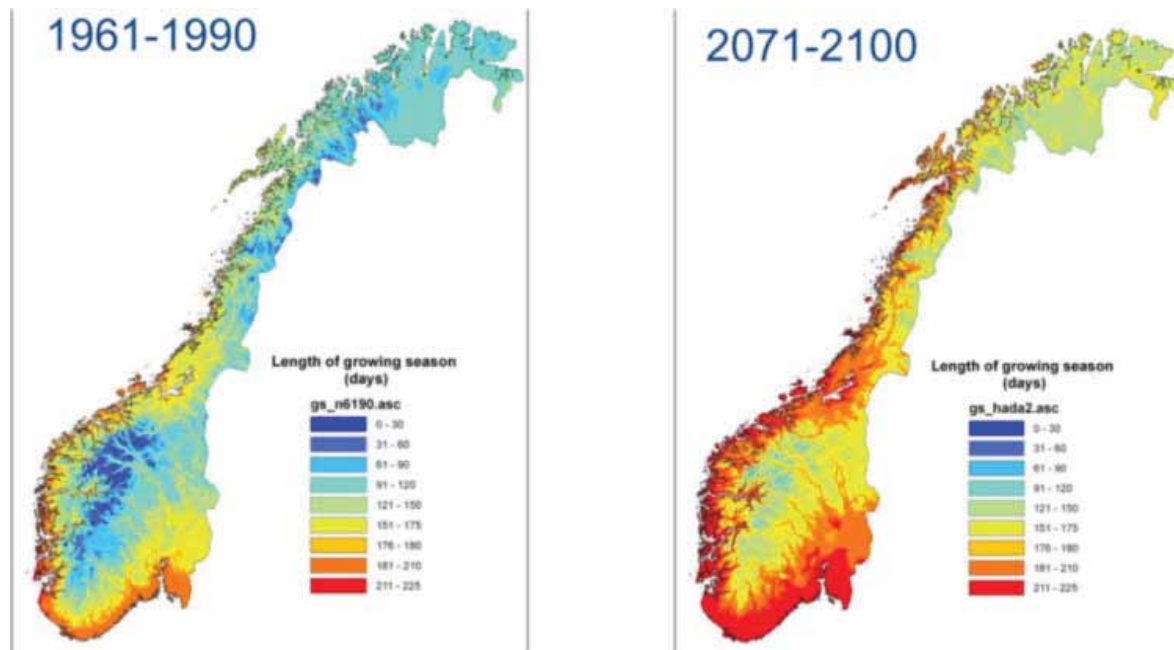 1961-1990
Length of growing season
(days)
gs_n6190.asc
0 - 30
31 - 60
61 - 90
91 - 120
121 - 150
151 - 175
176 - 180
181 - 210
211 - 225
2071-2100
Length of growing season
(days)
gs_hada2.asc
0 - 30
31 - 60
61 - 90
91 - 120
121 - 150
151 - 175
176 - 180
181 - 210
211 - 225